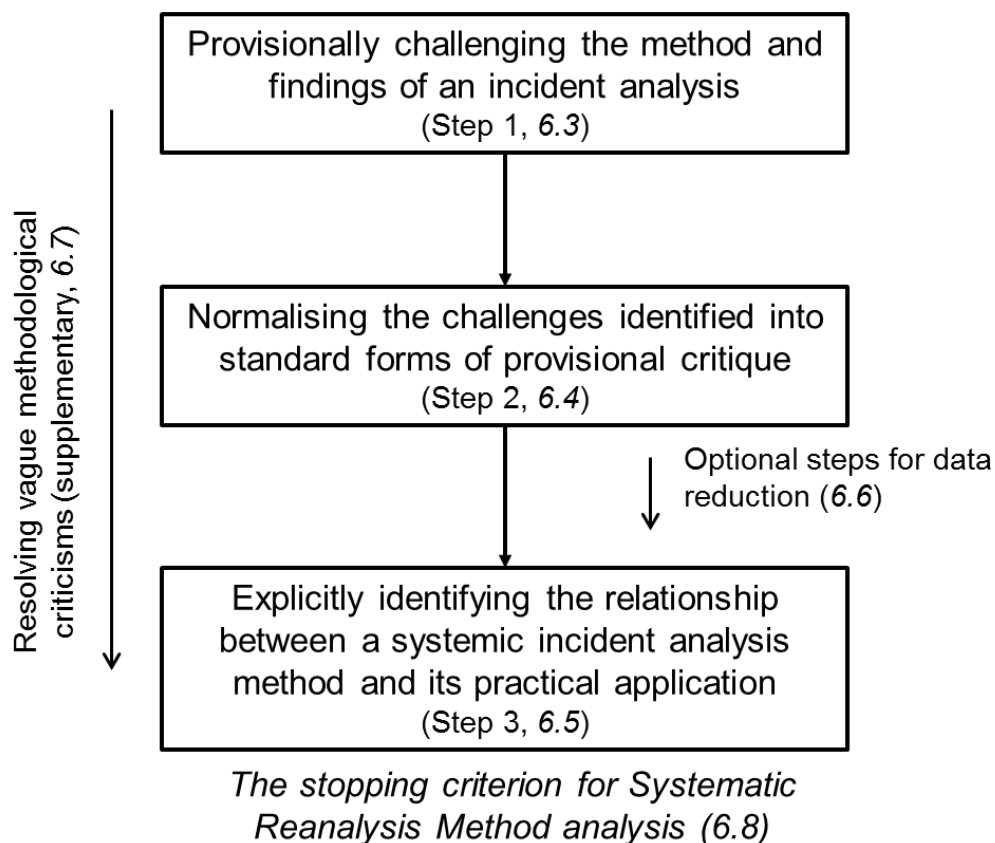 Provisionally challenging the method and
findings of an incident analysis
(Step 1, 6.3)
Resolving vague methodological
criticisms (supplementary, 6.7)
Normalising the challenges identified into
standard forms of provisional critique
(Step 2, 6.4)
Optional steps for data
reduction (6.6)
Explicitly identifying the relationship
between a systemic incident analysis
method and its practical application
(Step 3, 6.5)
The stopping criterion for Systematic
Reanalysis Method analysis (6.8)